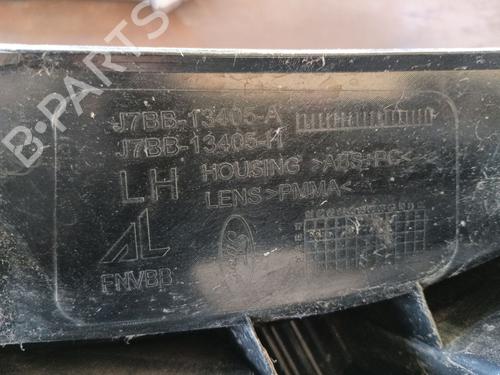 B-PARTS
J7BB-13405-A
J7BB-13405-H
LH
HOUSING >ABS+PC<
LENS >PMMA<
AL
FNVBB